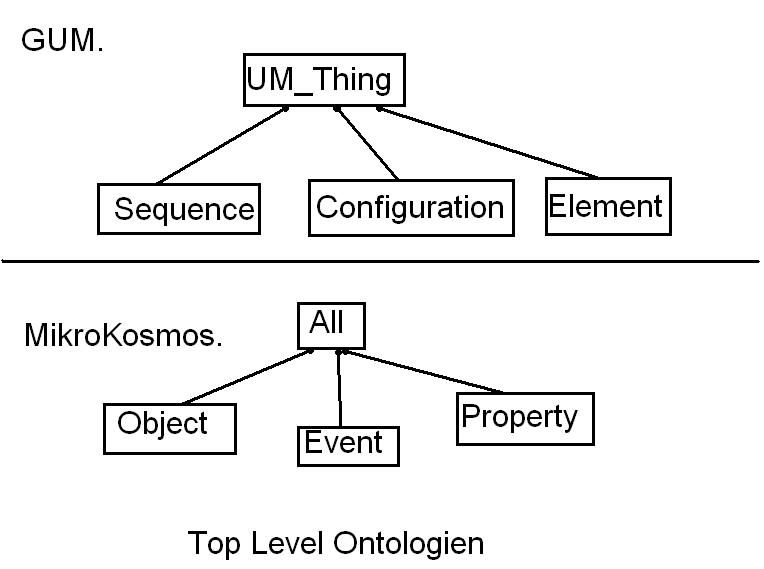 GUM.
UM_Thing
Sequence
Configuration
Element
MikroKosmos.
All
Object
Event
Property
Top Level Ontologien